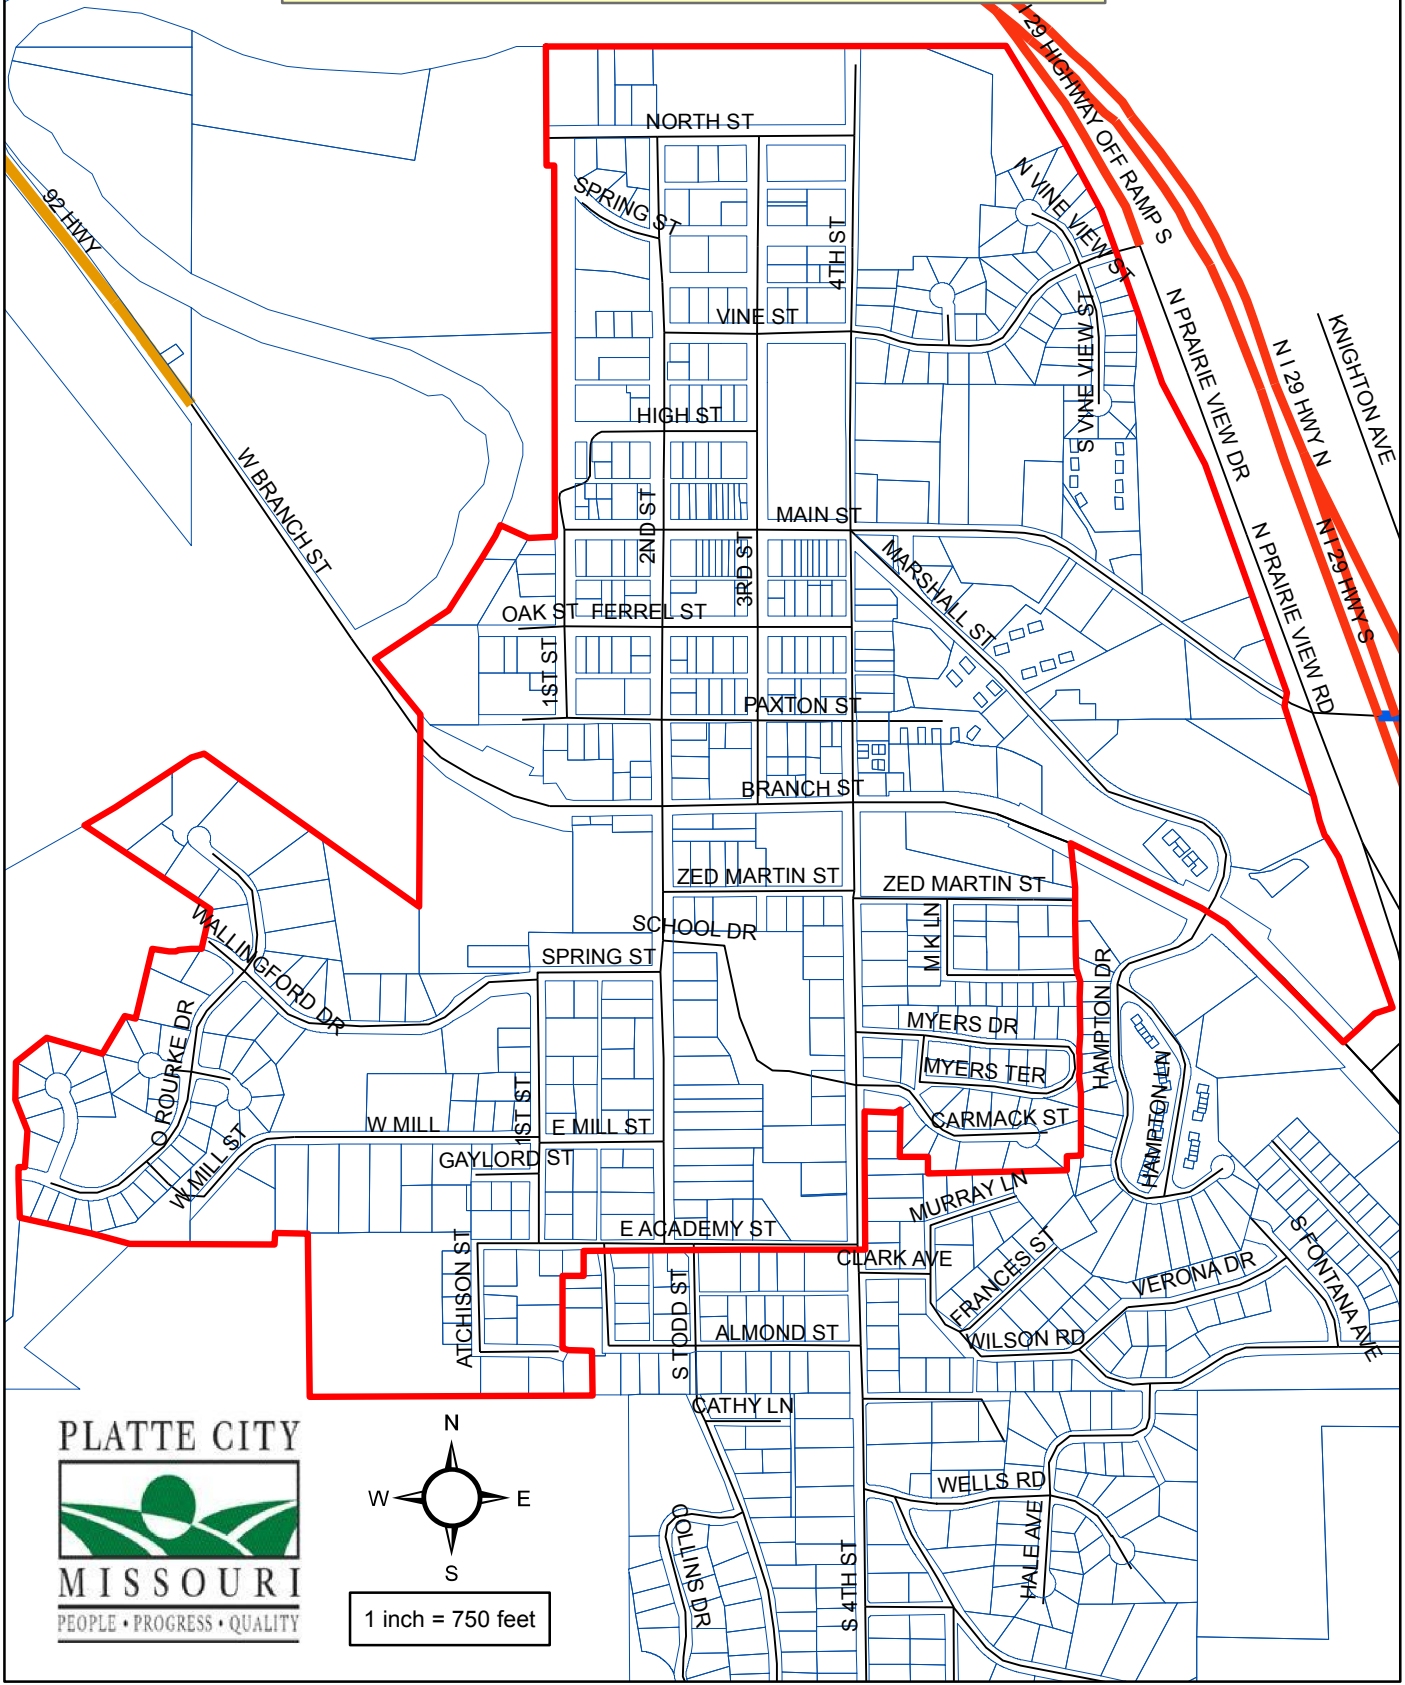 I 29 HIGHWAY OFF RAMP S
NORTH ST
N VINE VIEW ST
SPRING ST
92 HWY
4TH ST
VINE ST
S VINE VIEW ST
N PRAIRIE VIEW DR
N I 29 HWY N
KNIGHTON AVE
HIGH ST
W BRANCH ST
2ND ST
MAIN ST
3RD ST
MARSHALL ST
N PRAIRIE VIEW RD
N I 29 HWY S
OAK ST
FERREL ST
1ST ST
PAXTON ST
BRANCH ST
ZED MARTIN ST
ZED MARTIN ST
SCHOOL DR
M K LN
WALLINGFORD DR
SPRING ST
HAMPTON DR
O ROURKE DR
MYERS DR
MYERS TER
HAMPTON LN
W MILL
1ST ST
E MILL ST
CARMACK ST
W MILL ST
GAYLORD ST
MURRAY LN
E ACADEMY ST
ATCHISON ST
CLARK AVE
FRANCES ST
VERONA DR
S FONTANA AVE
S TODD ST
ALMOND ST
WILSON RD
CATHY LN
WELLS RD
COLLINS DR
S 4TH ST
HALE AVE
PLATTE CITY
MISSOURI
PEOPLE • PROGRESS • QUALITY
N
W
E
S
1 inch = 750 feet